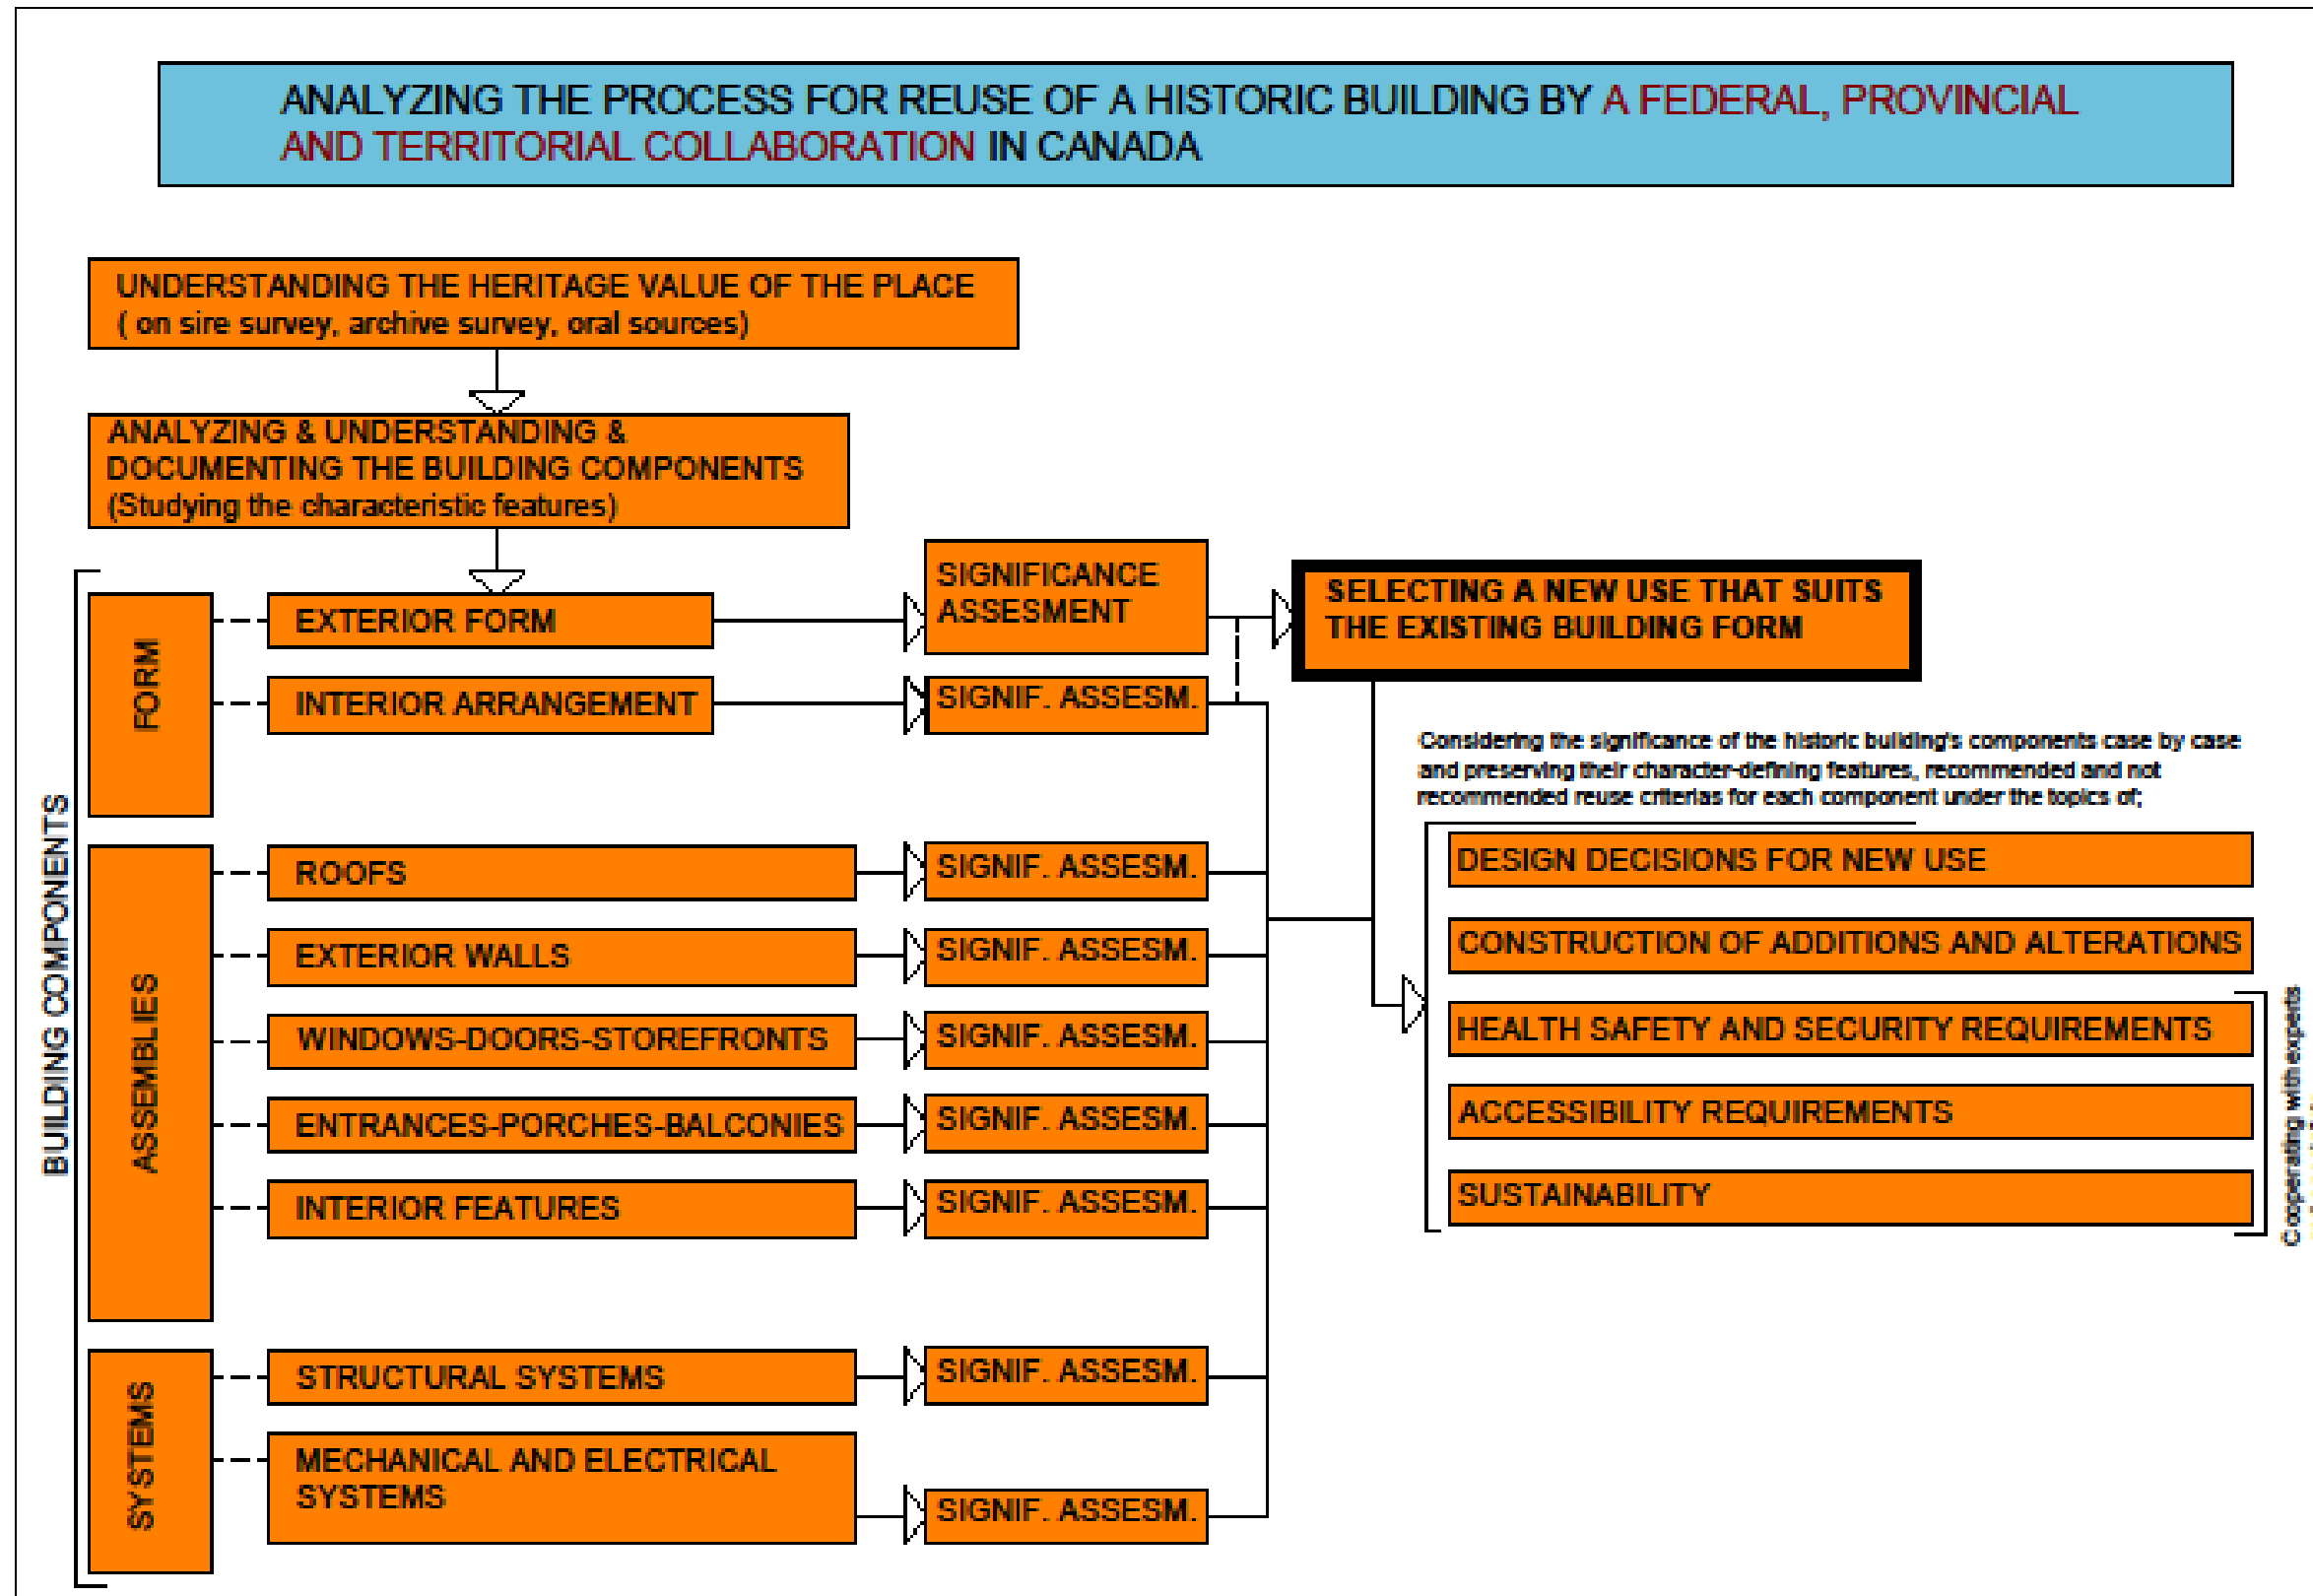 ANALYZING THE PROCESS FOR REUSE OF A HISTORIC BUILDING BY A FEDERAL, PROVINCIAL
AND TERRITORIAL COLLABORATION IN CANADA
UNDERSTANDING THE HERITAGE VALUE OF THE PLACE
( on sire survey, archive survey, oral sources)
ANALYZING & UNDERSTANDING &
DOCUMENTING THE BUILDING COMPONENTS
(Studying the characteristic features)
BUILDING COMPONENTS
FORM
EXTERIOR FORM
SIGNIFICANCE
ASSESMENT
INTERIOR ARRANGEMENT
SIGNIF. ASSESM.
SELECTING A NEW USE THAT SUITS
THE EXISTING BUILDING FORM
ASSEMBLIES
ROOFS
SIGNIF. ASSESM.
EXTERIOR WALLS
SIGNIF. ASSESM.
WINDOWS-DOORS-STOREFRONTS
SIGNIF. ASSESM.
ENTRANCES-PORCHES-BALCONIES
SIGNIF. ASSESM.
INTERIOR FEATURES
SIGNIF. ASSESM.
SYSTEMS
STRUCTURAL SYSTEMS
SIGNIF. ASSESM.
MECHANICAL AND ELECTRICAL
SYSTEMS
SIGNIF. ASSESM.
Considering the significance of the historic building's components case by case
and preserving their character-defining features, recommended and not
recommended reuse criterias for each component under the topics of;
DESIGN DECISIONS FOR NEW USE
CONSTRUCTION OF ADDITIONS AND ALTERATIONS
HEALTH SAFETY AND SECURITY REQUIREMENTS
ACCESSIBILITY REQUIREMENTS
SUSTAINABILITY
Cooperating with experts